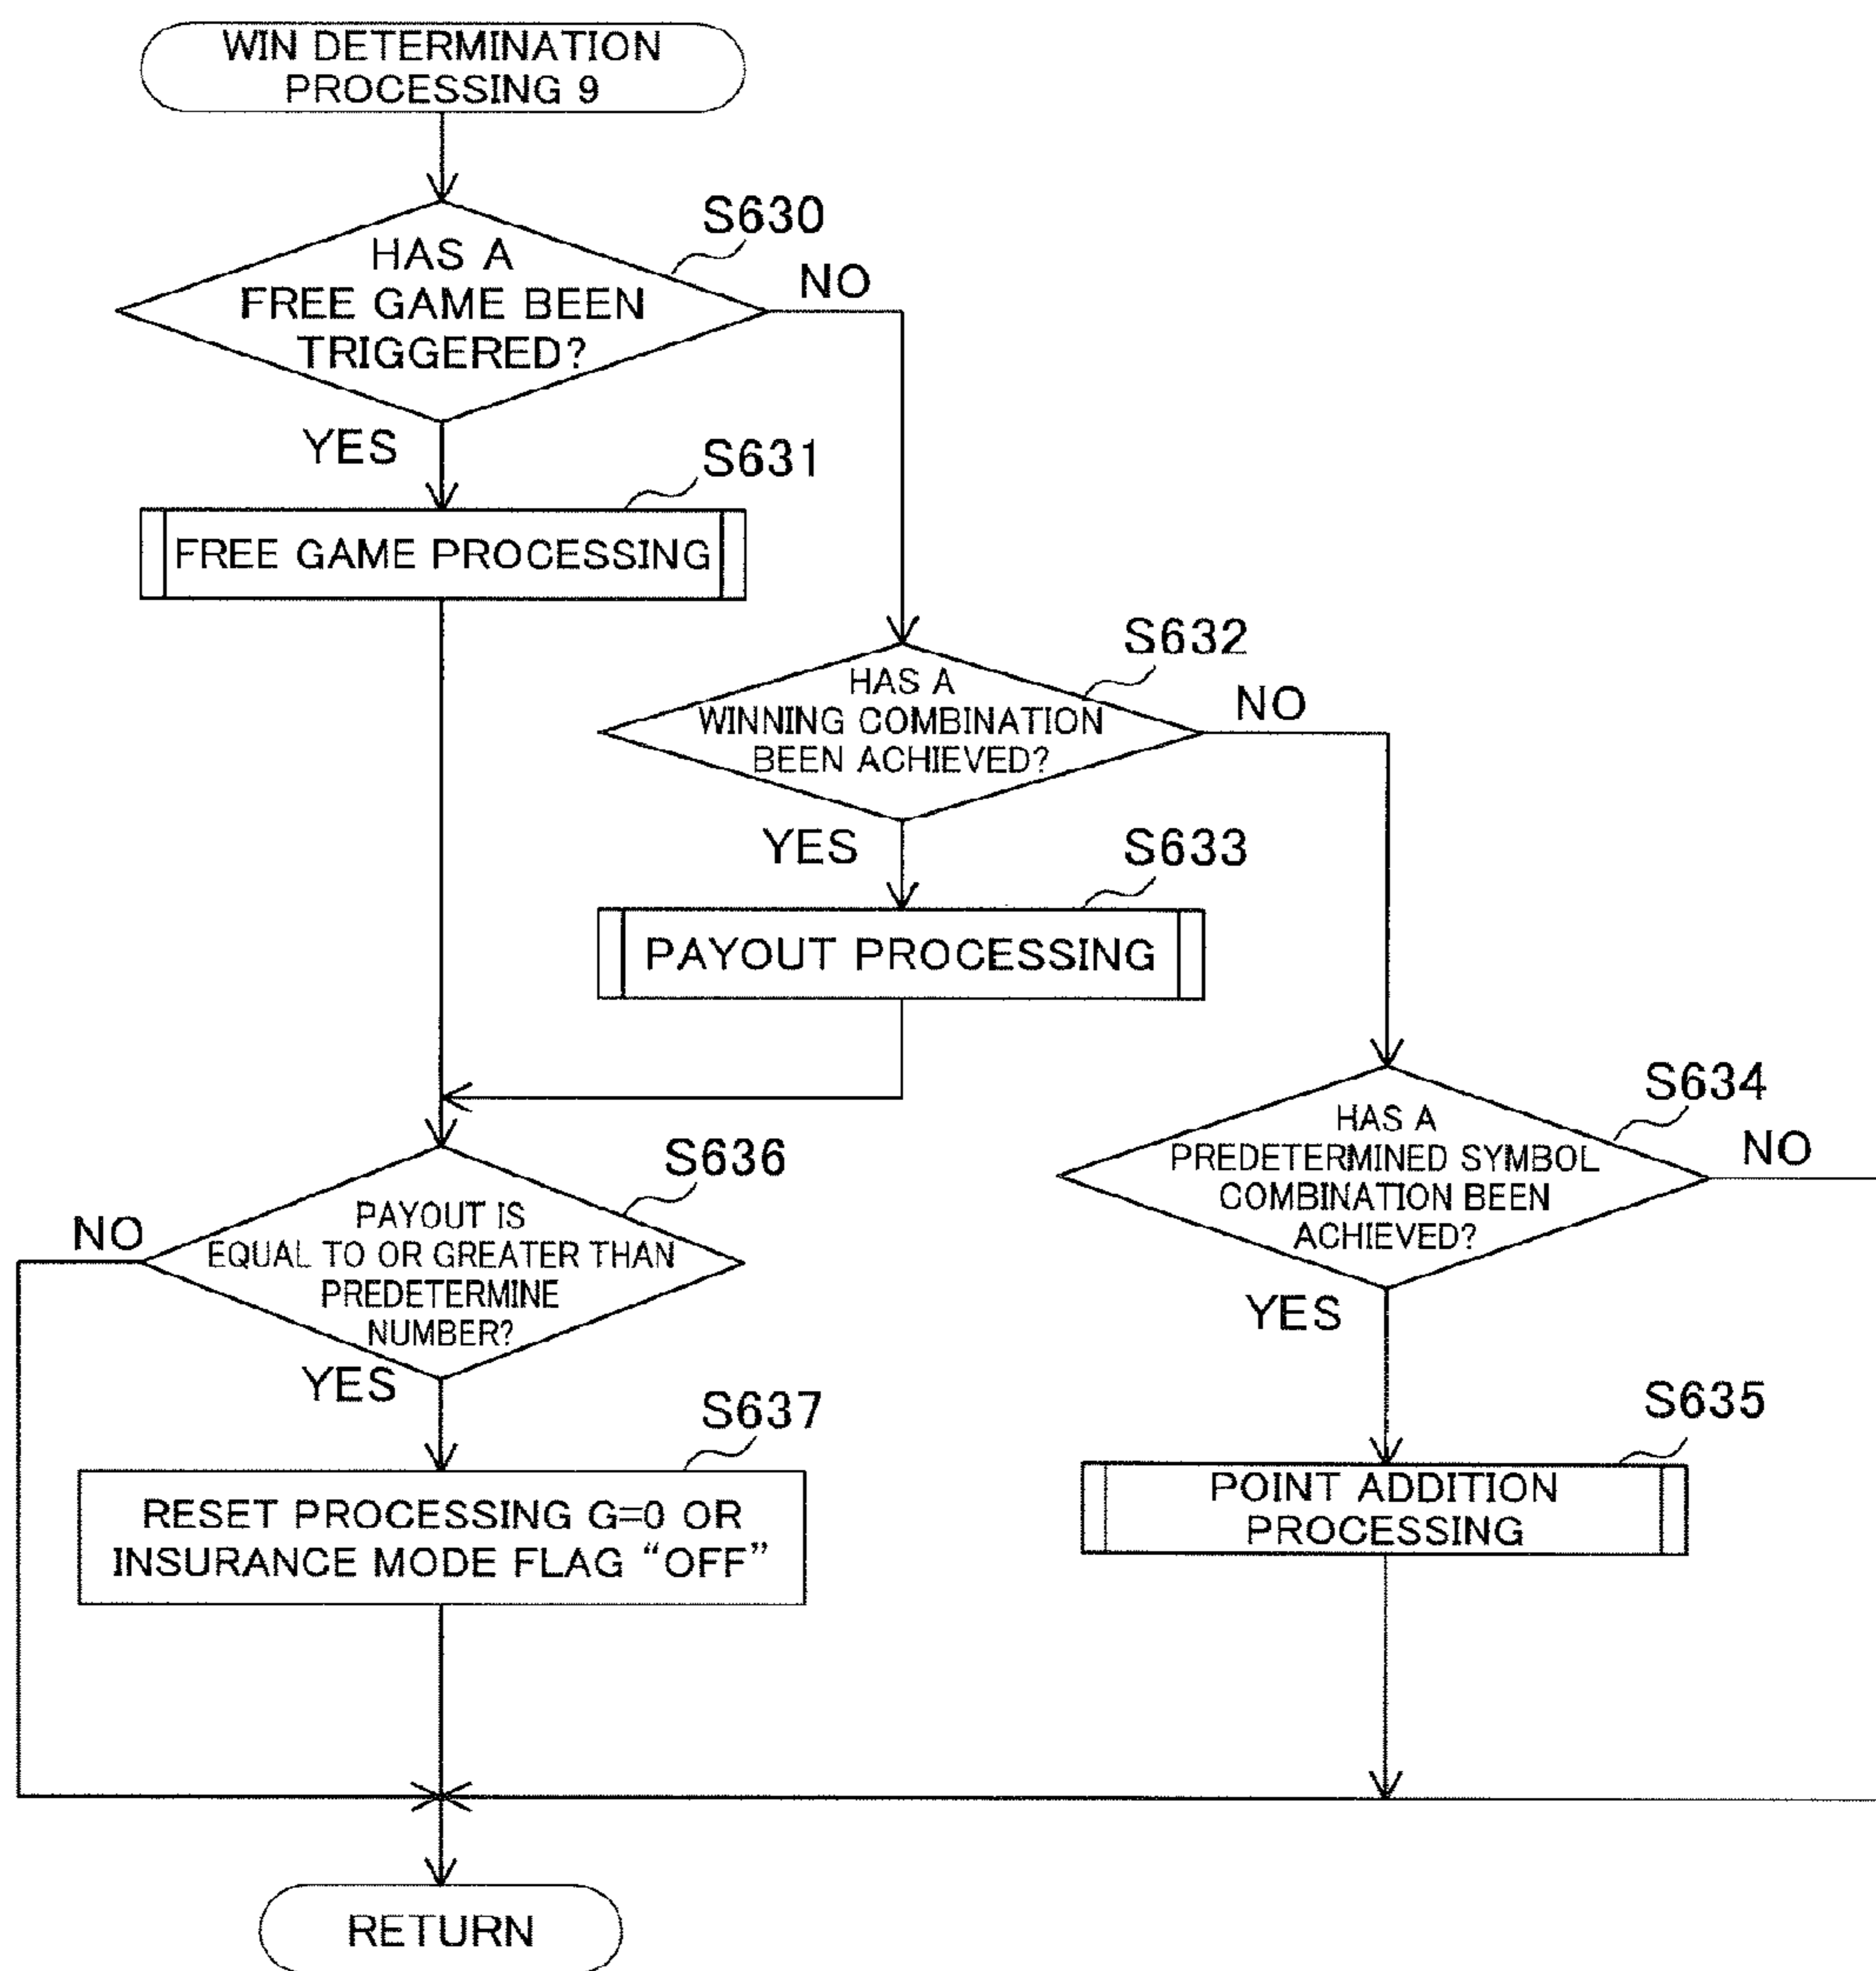 WIN DETERMINATION
PROCESSING 9
S630
HAS A
FREE GAME BEEN
TRIGGERED?
NO
YES
S631
FREE GAME PROCESSING
S632
HAS A
WINNING COMBINATION
BEEN ACHIEVED?
NO
YES
S633
PAYOUT PROCESSING
S634
HAS A
PREDETERMINED SYMBOL
COMBINATION BEEN
ACHIEVED?
NO
YES
S635
POINT ADDITION
PROCESSING
S636
PAYOUT IS
EQUAL TO OR GREATER THAN
PREDETERMINE
NUMBER?
NO
YES
S637
RESET PROCESSING G=0 OR
INSURANCE MODE FLAG “OFF”
RETURN